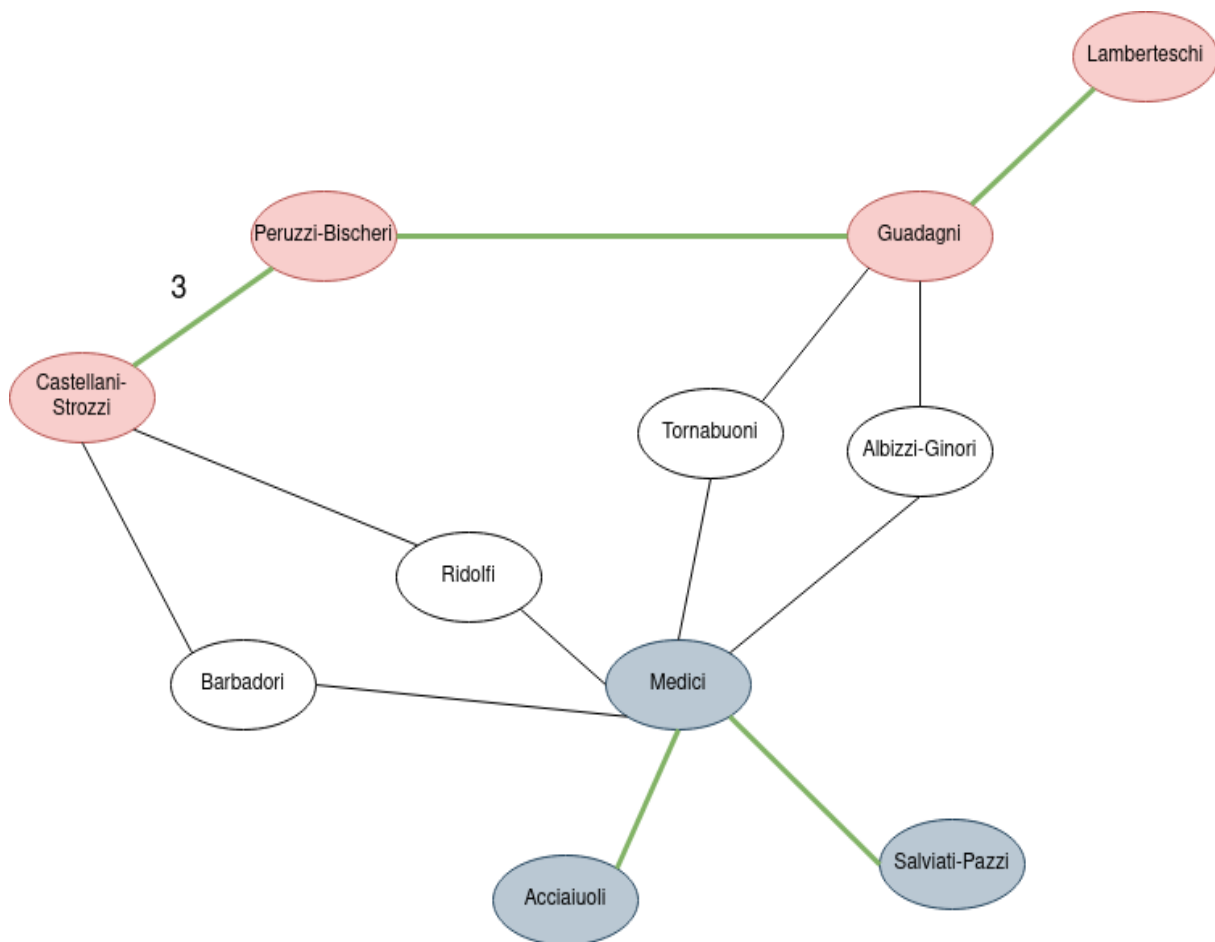 Lamberteschi
Peruzzi-Bischeri
Guadagni
3
Castellani-
Strozzi
Tornabuoni
Albizzi-Ginori
Ridolfi
Barbadori
Medici
Salviati-Pazzi
Acciaiuoli